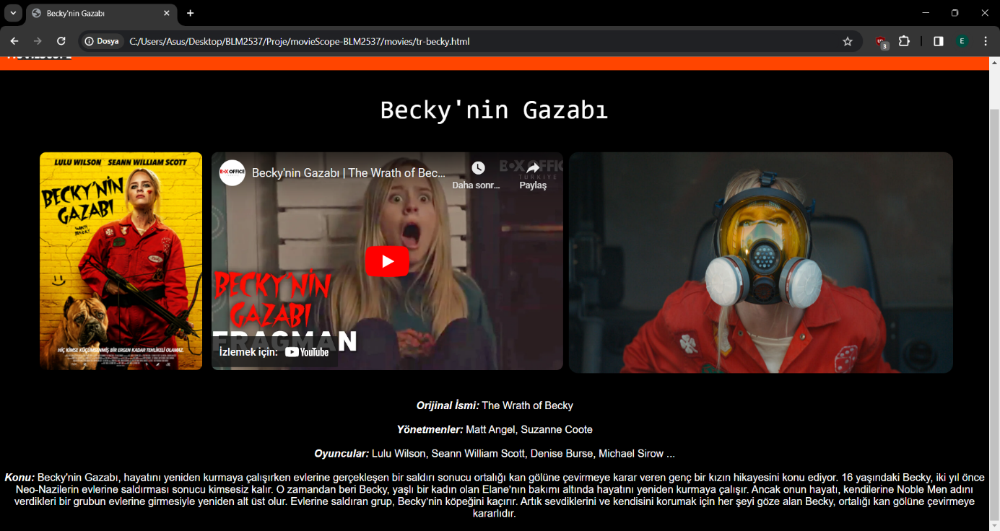 Becky'nin Gazabı
Dosya
C:/Users/Asus/Desktop/BLM2537/Proje/movieScope-BLM2537/movies/tr-becky.html
3
E
Becky'nin Gazabı
LULU WILSON SEANN WILLIAM SCOTT
BECKY'NİN
GAZABI
WRATH
BECKY
HİÇ KİMSE KÜÇÜMSENMİŞ BİR ERGEN KADAR TEHLİKELİ OLAMAZ.
BOX OFFICE
Becky'nin Gazabı | The Wrath of Bec...
Daha sonr...
Paylaş
BOX OFFIC
TÜRKİYE
BECKY'NİN
GAZABI
FRAGMAN
İzlemek için: YouTube
Orijinal İsmi: The Wrath of Becky
Yönetmenler: Matt Angel, Suzanne Coote
Oyuncular: Lulu Wilson, Seann William Scott, Denise Burse, Michael Sirow ...
Konu: Becky'nin Gazabı, hayatını yeniden kurmaya çalışırken evlerine gerçekleşen bir saldırı sonucu ortalığı kan gölüne çevirmeye karar veren genç bir kızın hikayesini konu ediyor. 16 yaşındaki Becky, iki yıl önce
Neo-Nazilerin evlerine saldırması sonucu kimsesiz kalır. O zamandan beri Becky, yaşlı bir kadın olan Elane'nın bakımı altında hayatını yeniden kurmaya çalışır. Ancak onun hayatı, kendilerine Noble Men adını
verdikleri bir grubun evlerine girmesiyle yeniden alt üst olur. Evlerine saldıran grup, Becky'nin köpeğini kaçırır. Artık sevdiklerini ve kendisini korumak için her şeyi göze alan Becky, ortalığı kan gölüne çevirmeye
kararlıdır.